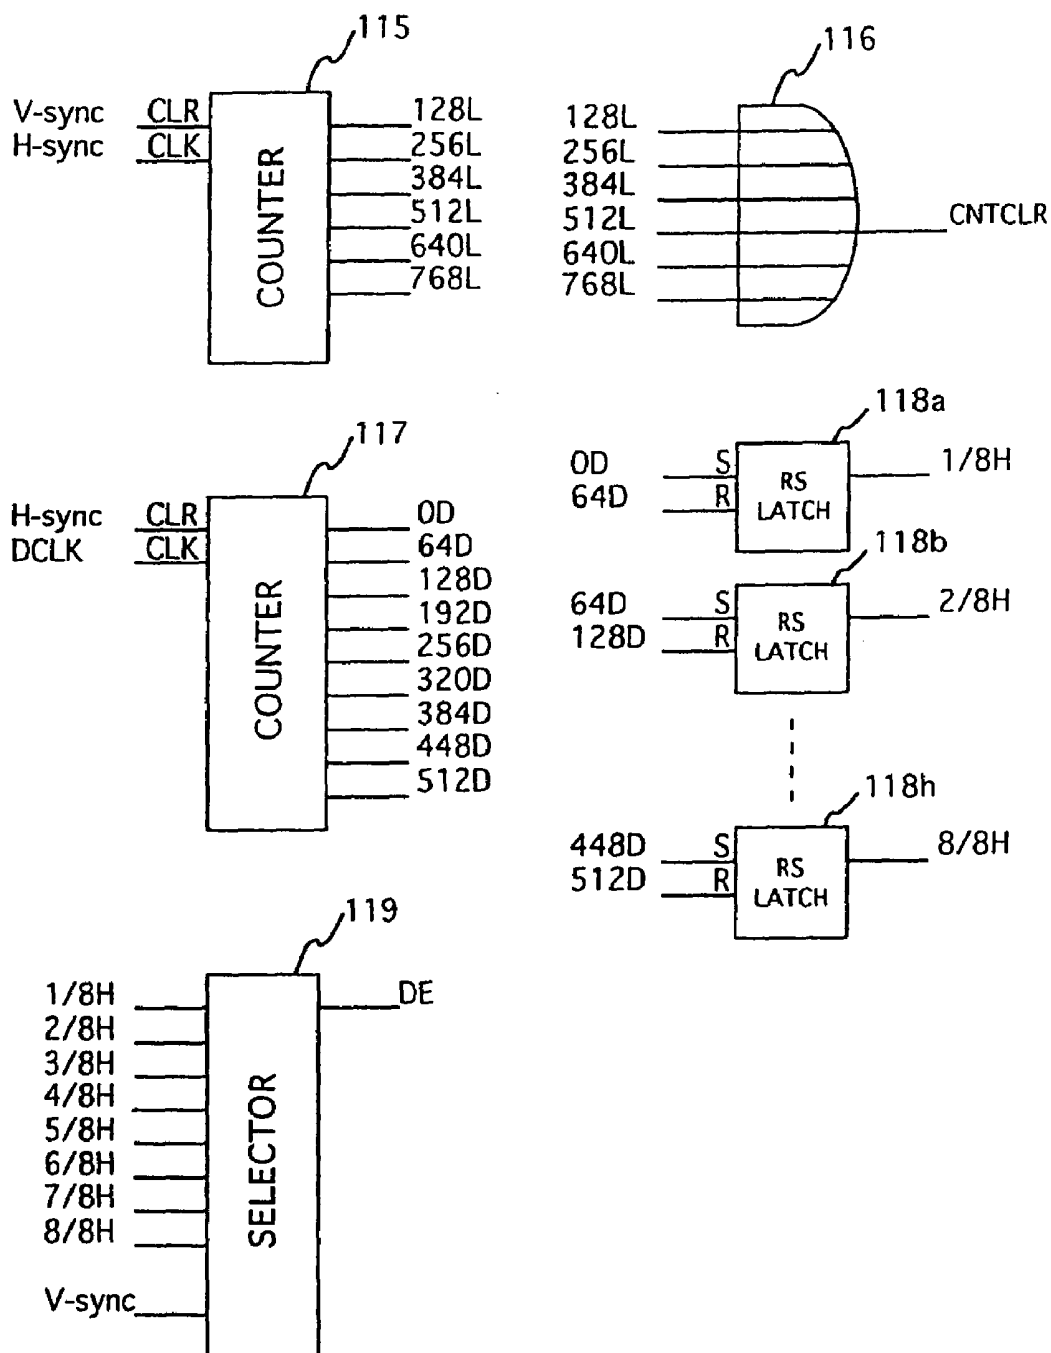 115
V-sync CLR
H-sync CLK
COUNTER
128L
256L
384L
512L
640L
768L
116
128L
256L
384L
512L
640L
768L
CNTCLR
117
H-sync CLR
DCLK CLK
COUNTER
0D
64D
128D
192D
256D
320D
384D
448D
512D
118a
0D S
64D R
RS
LATCH
1/8H
118b
64D S
128D R
RS
LATCH
2/8H
118h
448D S
512D R
RS
LATCH
8/8H
119
1/8H
2/8H
3/8H
4/8H
5/8H
6/8H
7/8H
8/8H
V-sync
SELECTOR
DE